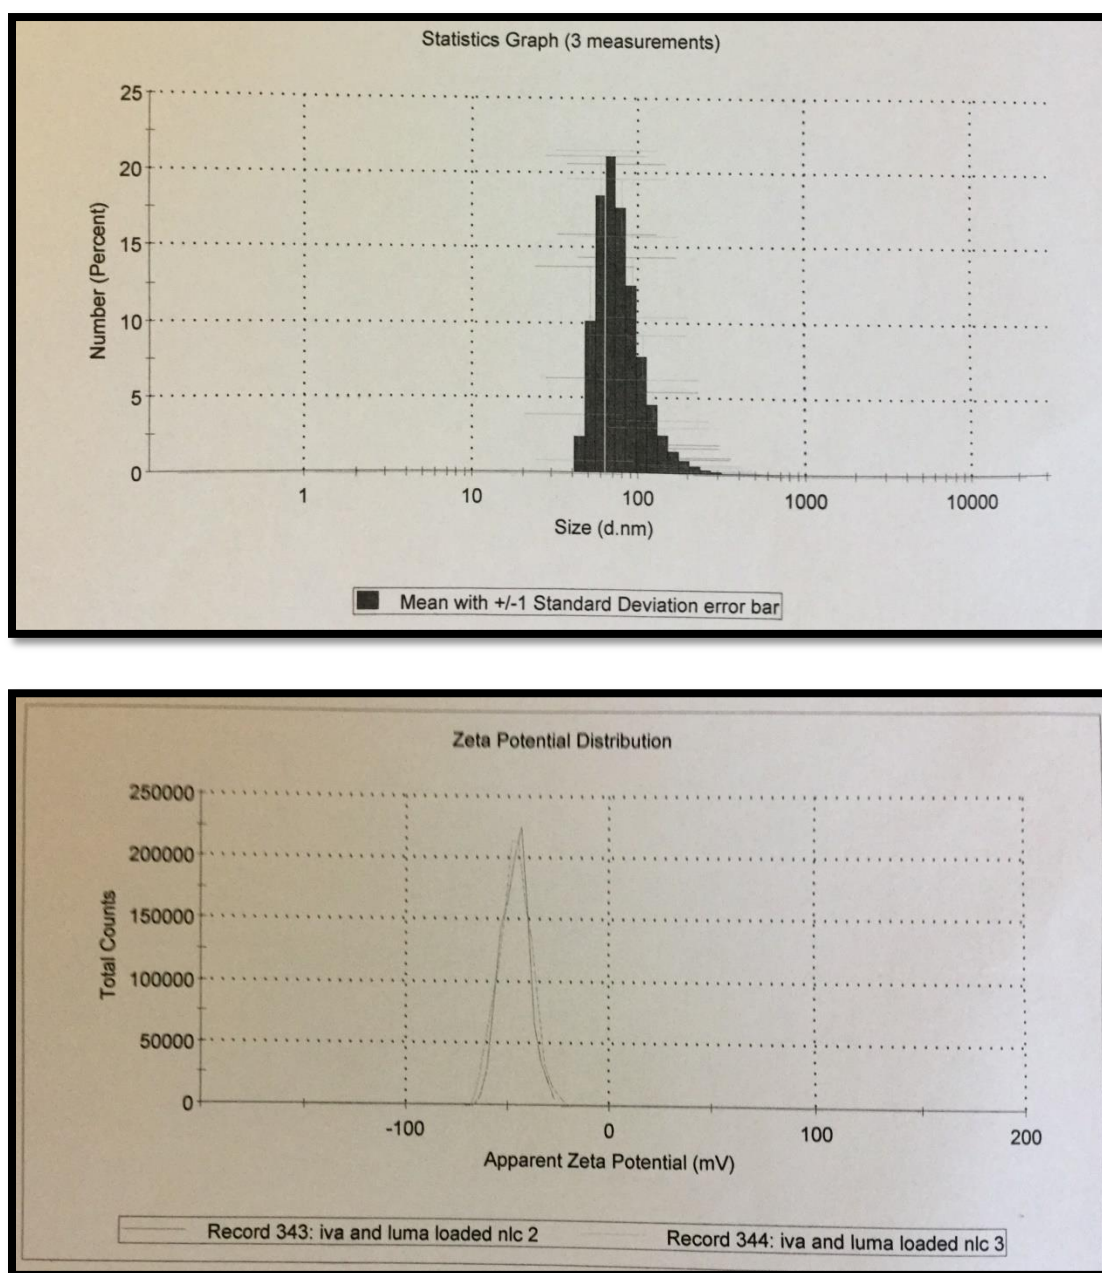 Statistics Graph (3 measurements)
25
20
15
10
5
0
Number (Percent)
1 10 100 1000 10000
Size (d.nm)
Mean with +/-1 Standard Deviation error bar
Zeta Potential Distribution
250000
200000
150000
100000
50000
0
Total Counts
-100 0 100 200
Apparent Zeta Potential (mV)
Record 343: iva and luma loaded nlc 2 Record 344: iva and luma loaded nlc 3